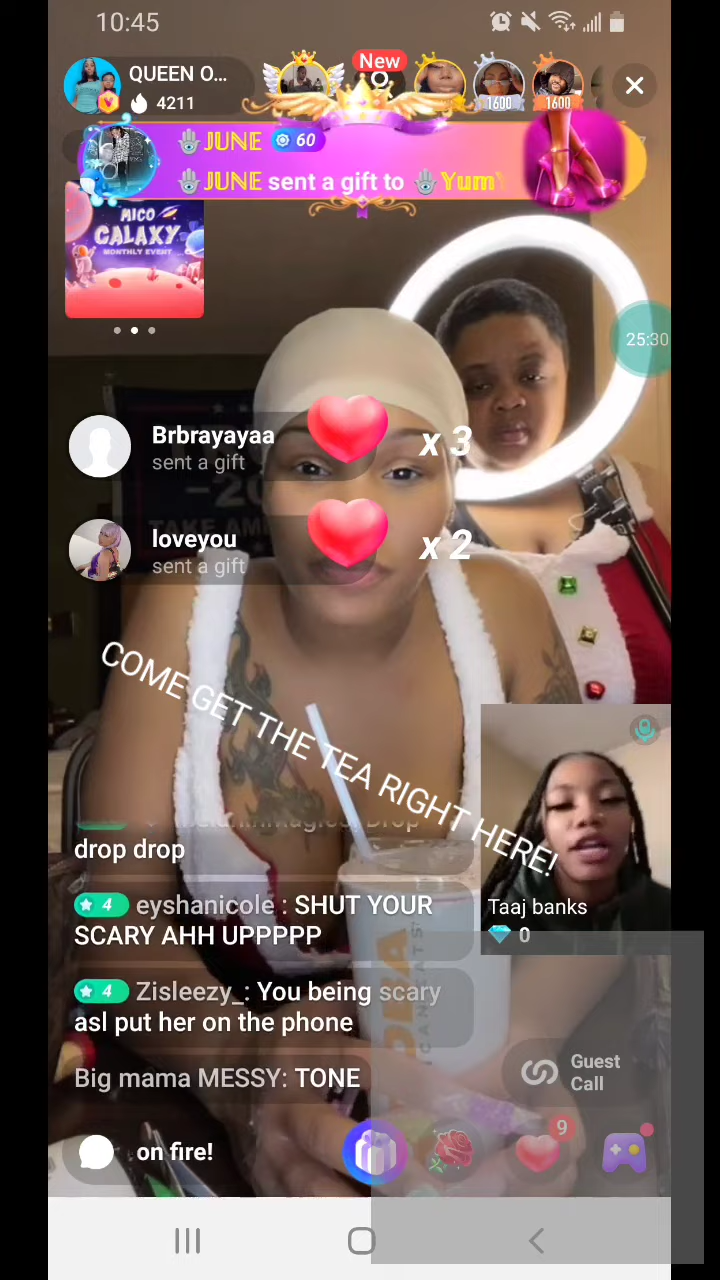 10:45
QUEEN O...
4211
New
1600
1600
JUNE 60
JUNE sent a gift to Yum
MICO
GALAXY
MONTHLY EVENT
25:30
Brbrayayaa
sent a gift
x 3
loveyou
sent a gift
x 2
COME GET THE TEA RIGHT HERE!
drop drop
4 eyshanicole : SHUT YOUR
SCARY AHH UPPPPP
4 Zisleezy_: You being scary
asl put her on the phone
Big mama MESSY: TONE
Taaj banks
0
Guest
Call
on fire!
9